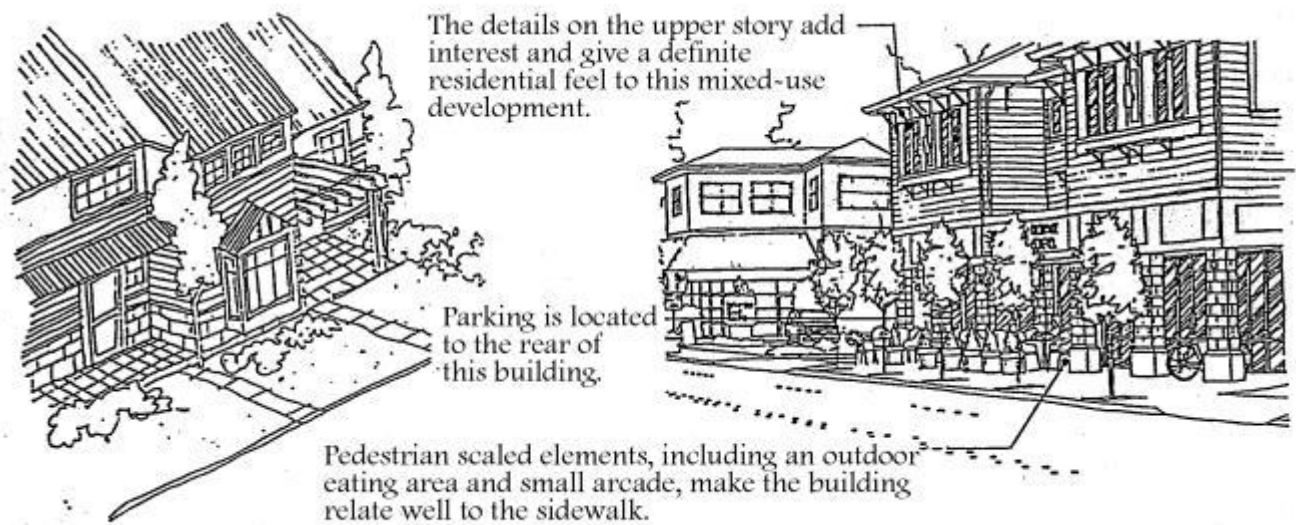 The details on the upper story add
interest and give a definite
residential feel to this mixed-use
development.
Parking is located
to the rear of
this building.
Pedestrian scaled elements, including an outdoor
eating area and small arcade, make the building
relate well to the sidewalk.